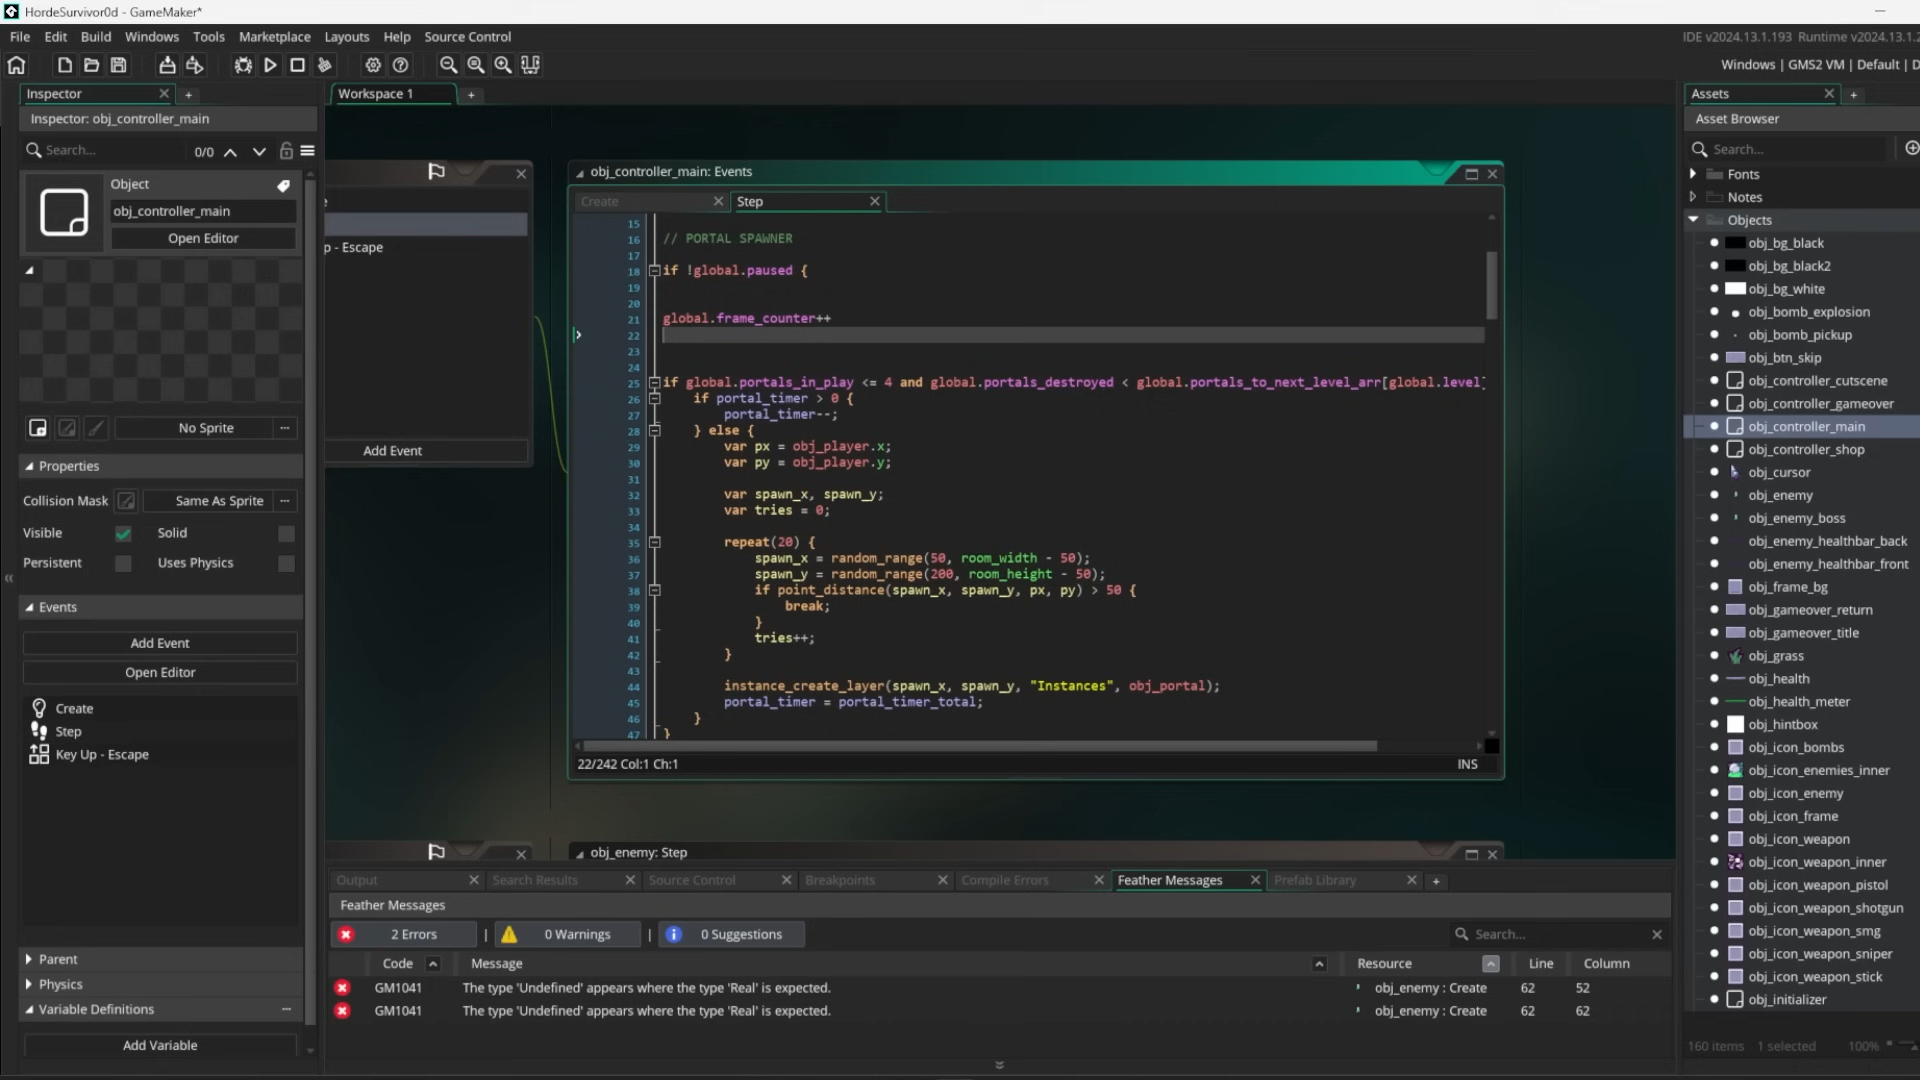 HordeSurvivor0d - GameMaker*
File Edit Build Windows Tools Marketplace Layouts Help Source Control
IDE v2024.13.1.193 Runtime v2024.13.1.2
Windows | GMS2 VM | Default | D
Inspector
Workspace 1
Assets
Inspector: obj_controller_main
Asset Browser
Search...
0/0
Search...
Object
obj_controller_main
Open Editor
No Sprite
Properties
Collision Mask
Same As Sprite
Visible
Solid
Persistent
Uses Physics
Events
Add Event
Open Editor
Create
Step
Key Up - Escape
Parent
Physics
Variable Definitions
Add Variable
p - Escape
Add Event
obj_controller_main: Events
Create
Step
15
16 // PORTAL SPAWNER
17
18 if !global.paused {
19
20
21 global.frame_counter++
22
23
24
25 if global.portals_in_play <= 4 and global.portals_destroyed < global.portals_to_next_level_arr[global.level]
26 if portal_timer > 0 {
27 portal_timer--;
28 } else {
29 var px = obj_player.x;
30 var py = obj_player.y;
31
32 var spawn_x, spawn_y;
33 var tries = 0;
34
35 repeat(20) {
36 spawn_x = random_range(50, room_width - 50);
37 spawn_y = random_range(200, room_height - 50);
38 if point_distance(spawn_x, spawn_y, px, py) > 50 {
39 break;
40 }
41 tries++;
42 }
43
44 instance_create_layer(spawn_x, spawn_y, "Instances", obj_portal);
45 portal_timer = portal_timer_total;
46 }
47 }
22/242 Col:1 Ch:1
INS
obj_enemy: Step
Output
Search Results
Source Control
Breakpoints
Compile Errors
Feather Messages
Prefab Library
Feather Messages
2 Errors | 0 Warnings | 0 Suggestions
Search...
Code Message Resource Line Column
GM1041 The type 'Undefined' appears where the type 'Real' is expected. obj_enemy : Create 62 52
GM1041 The type 'Undefined' appears where the type 'Real' is expected. obj_enemy : Create 62 62
Fonts
Notes
Objects
obj_bg_black
obj_bg_black2
obj_bg_white
obj_bomb_explosion
obj_bomb_pickup
obj_btn_skip
obj_controller_cutscene
obj_controller_gameover
obj_controller_main
obj_controller_shop
obj_cursor
obj_enemy
obj_enemy_boss
obj_enemy_healthbar_back
obj_enemy_healthbar_front
obj_frame_bg
obj_gameover_return
obj_gameover_title
obj_grass
obj_health
obj_health_meter
obj_hintbox
obj_icon_bombs
obj_icon_enemies_inner
obj_icon_enemy
obj_icon_frame
obj_icon_weapon
obj_icon_weapon_inner
obj_icon_weapon_pistol
obj_icon_weapon_shotgun
obj_icon_weapon_smg
obj_icon_weapon_sniper
obj_icon_weapon_stick
obj_initializer
160 items 1 selected 100%